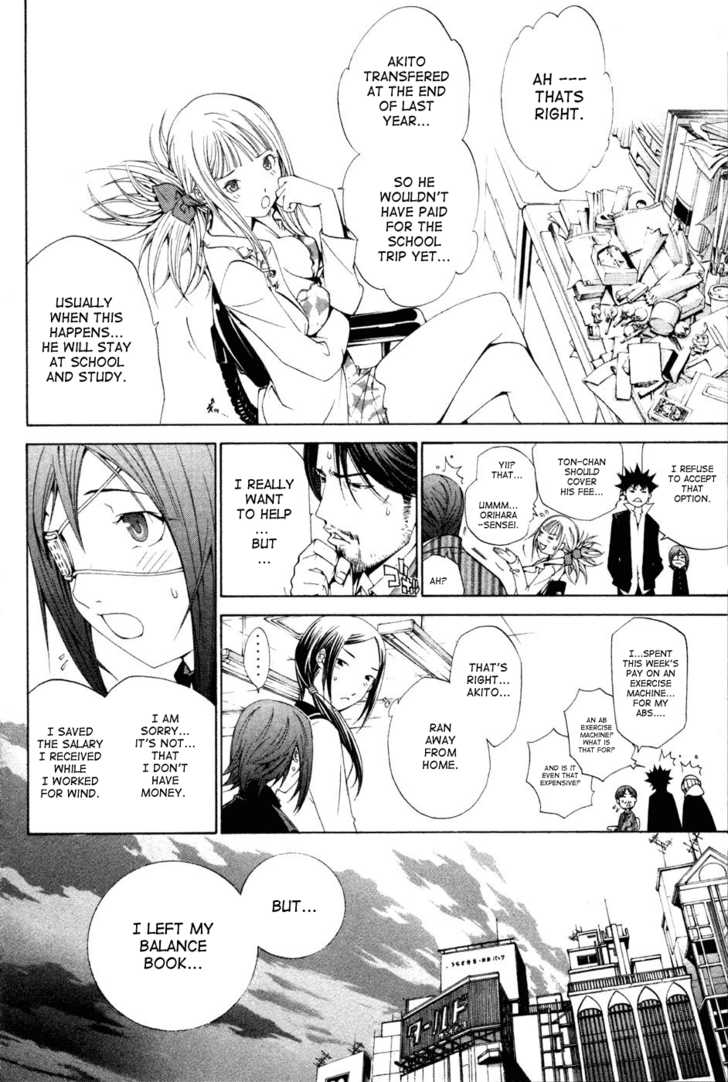 AH ---
THATS
RIGHT.
AKITO
TRANSFERED
AT THE END
OF LAST
YEAR...
SO HE
WOULDN'T
HAVE PAID
FOR THE
SCHOOL
TRIP YET...
USUALLY
WHEN THIS
HAPPENS...
HE WILL STAY
AT SCHOOL
AND STUDY.
I REFUSE
TO ACCEPT
THAT
OPTION.
TON-CHAN
SHOULD
COVER
HIS FEE...
YII?
THAT...
UMMM...
ORIHARA
-SENSEI.
AH?
I REALLY
WANT
TO HELP
...
BUT ...
I...SPENT
THIS WEEK'S
PAY ON AN
EXERCISE
MACHINE...
FOR MY
ABS....
AN AB
EXERCISE
MACHINE?
WHAT IS
THAT FOR?
AND IS IT
EVEN THAT
EXPENSIVE?
THAT'S
RIGHT...
AKITO...
RAN
AWAY
FROM
HOME.
......
I AM
SORRY...
IT'S NOT...
THAT
I DON'T
HAVE
MONEY.
I SAVED
THE SALARY
I RECEIVED
WHILE
I WORKED
FOR WIND.
BUT...
I LEFT MY
BALANCE
BOOK...
タールド